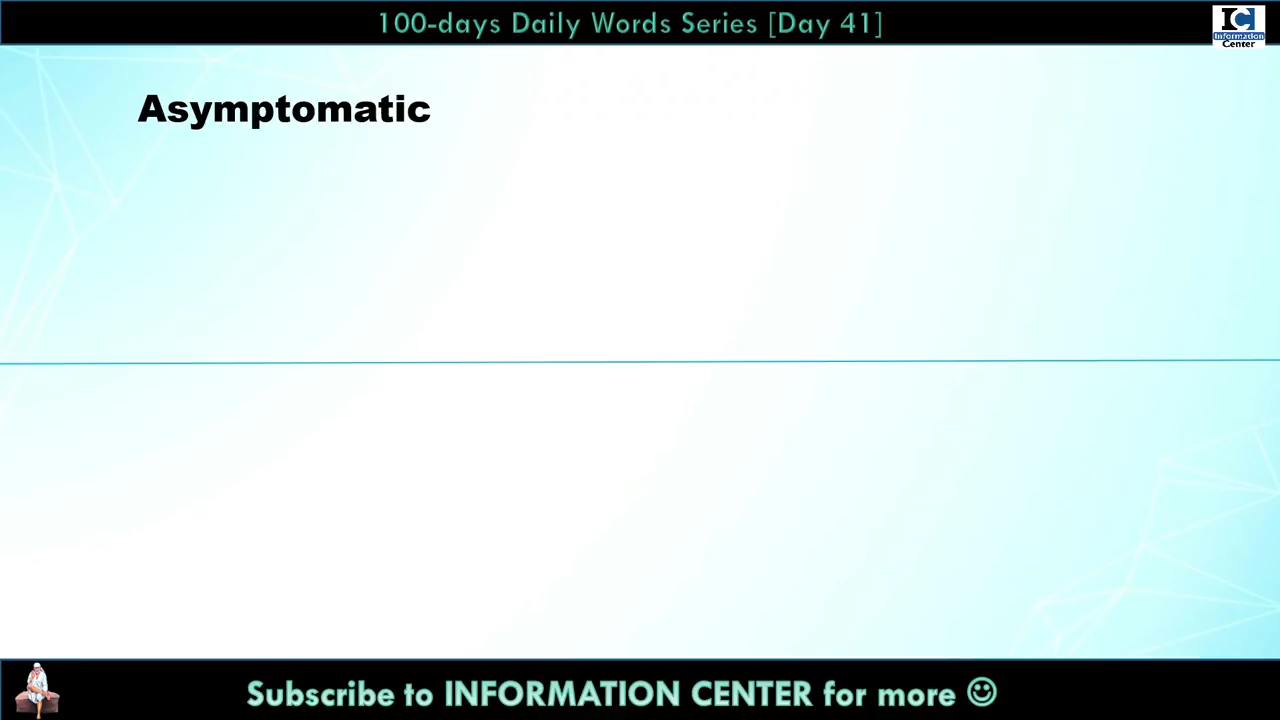 100-days Daily Words Series [Day 41]
IC
Information
Center
Asymptomatic
Subscribe to INFORMATION CENTER for more ☺